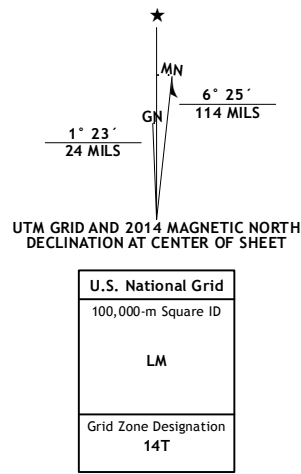 MN
GN
6° 25´
114 MILS
1° 23´
24 MILS
UTM GRID AND 2014 MAGNETIC NORTH
DECLINATION AT CENTER OF SHEET
U.S. National Grid
100,000-m Square ID
LM
Grid Zone Designation
14T